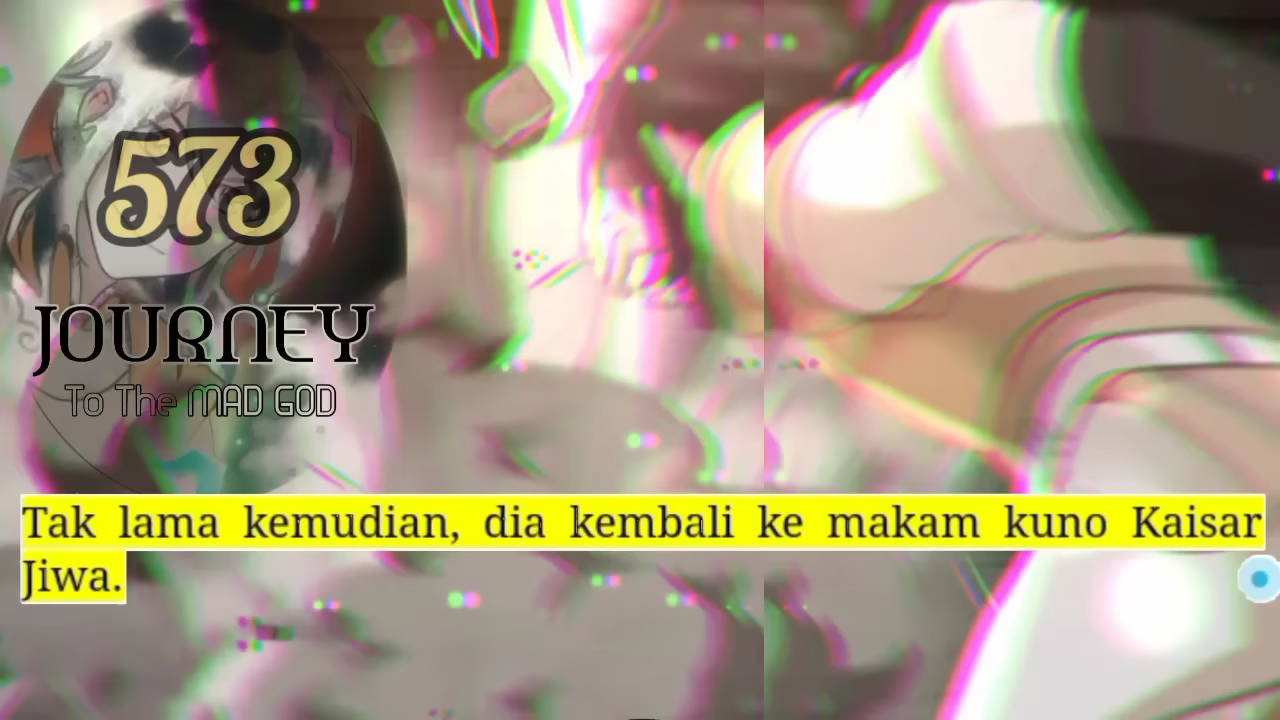 573
JOURNEY
To The MAD GOD
Tak lama kemudian, dia kembali ke makam kuno Kaisar
Jiwa.